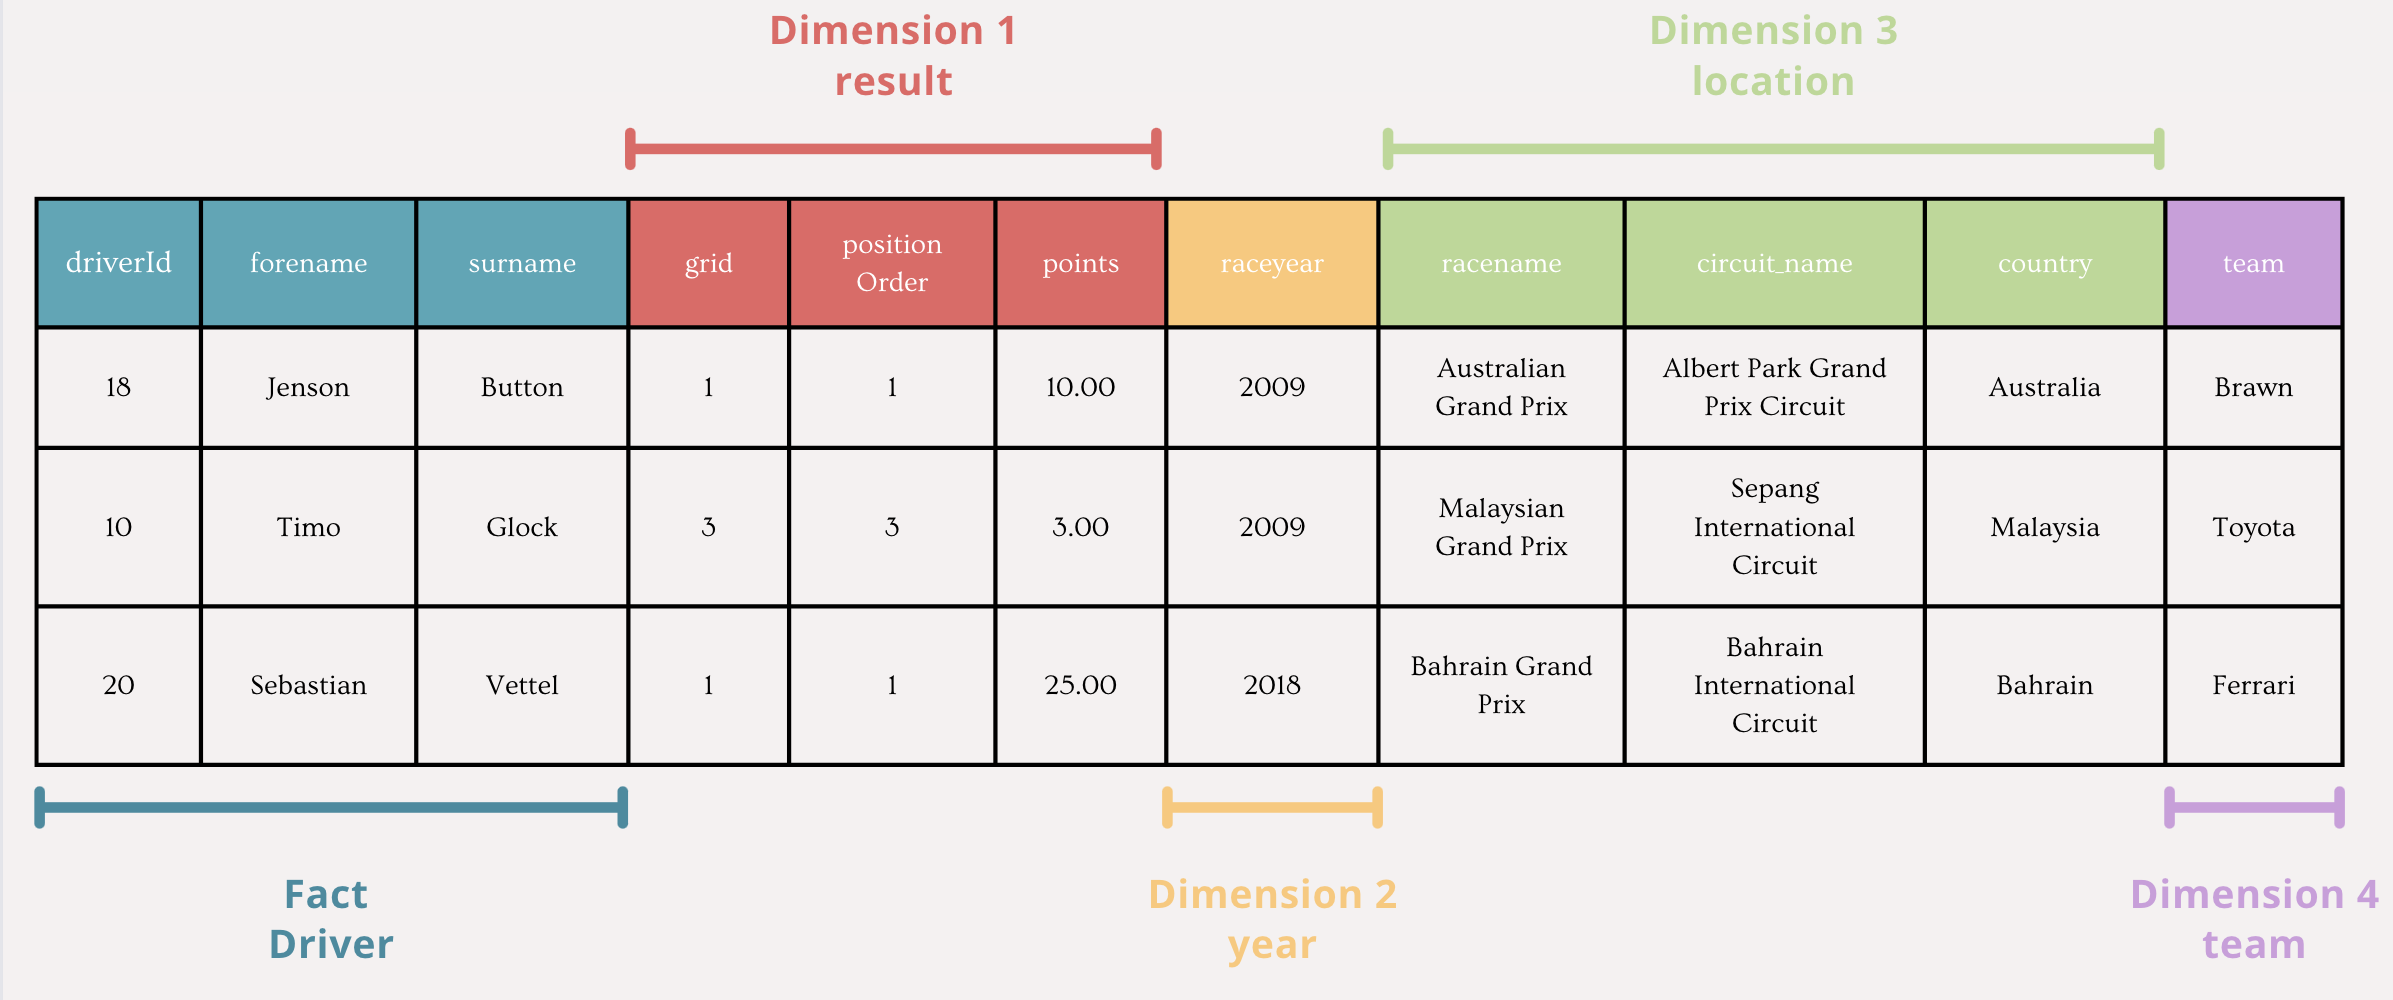 Dimension 1
result
Dimension 3
location
driverId
forename
surname
grid
position
Order
points
raceyear
racename
circuit_name
country
team
18
Jenson
Button
1
1
10.00
2009
Australian
Grand Prix
Albert Park Grand
Prix Circuit
Australia
Brawn
10
Timo
Glock
3
3
3.00
2009
Malaysian
Grand Prix
Sepang
International
Circuit
Malaysia
Toyota
20
Sebastian
Vettel
1
1
25.00
2018
Bahrain Grand
Prix
Bahrain
International
Circuit
Bahrain
Ferrari
Fact
Driver
Dimension 2
year
Dimension 4
team